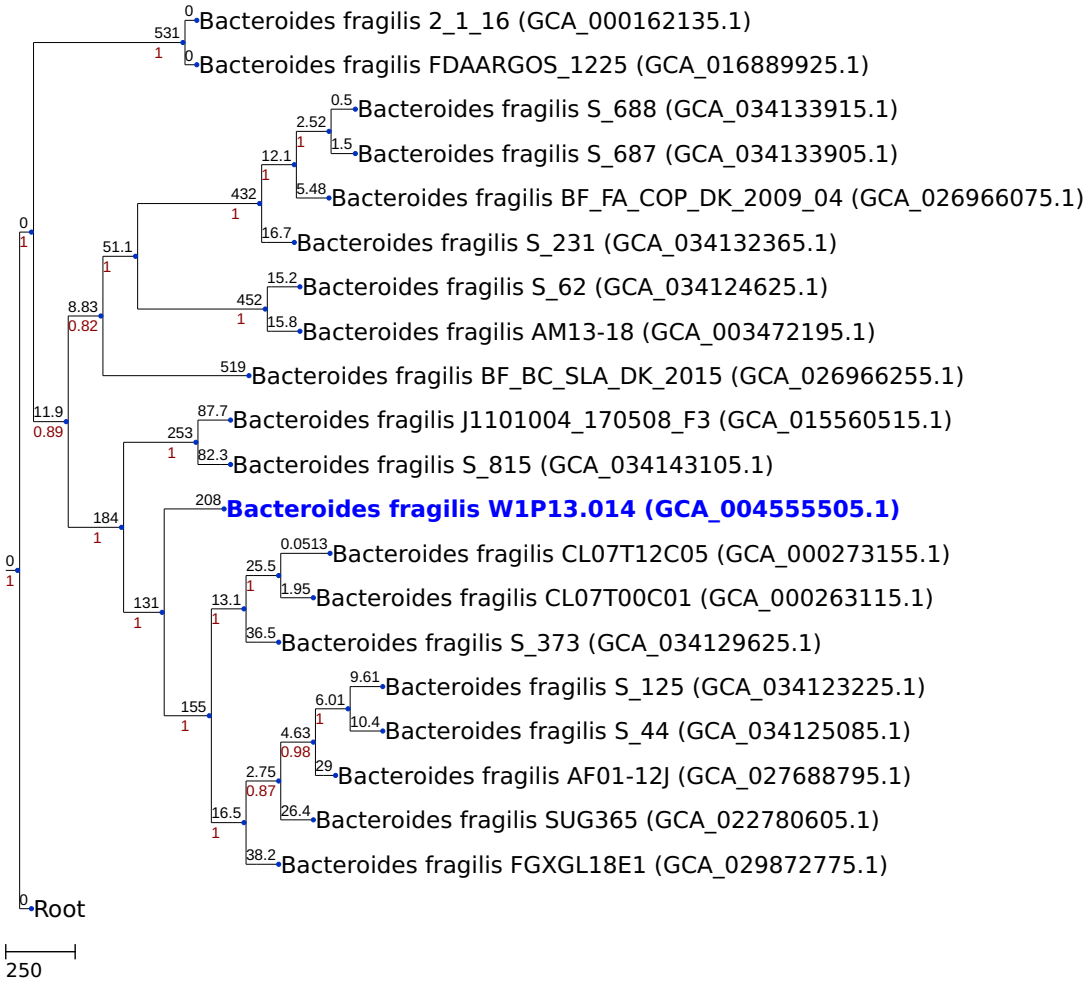 0
Bacteroides fragilis 2_1_16 (GCA_000162135.1)
531
1
0
Bacteroides fragilis FDAARGOS_1225 (GCA_016889925.1)
0.5
Bacteroides fragilis S_688 (GCA_034133915.1)
2.52
1
1.5
Bacteroides fragilis S_687 (GCA_034133905.1)
12.1
1
5.48
Bacteroides fragilis BF_FA_COP_DK_2009_04 (GCA_026966075.1)
432
1
16.7
Bacteroides fragilis S_231 (GCA_034132365.1)
0
1
51.1
1
15.2
Bacteroides fragilis S_62 (GCA_034124625.1)
452
1
15.8
Bacteroides fragilis AM13-18 (GCA_003472195.1)
8.83
0.82
519
Bacteroides fragilis BF_BC_SLA_DK_2015 (GCA_026966255.1)
11.9
0.89
87.7
Bacteroides fragilis J1101004_170508_F3 (GCA_015560515.1)
253
1
82.3
Bacteroides fragilis S_815 (GCA_034143105.1)
184
1
208
Bacteroides fragilis W1P13.014 (GCA_004555505.1)
0
1
0.0513
Bacteroides fragilis CL07T12C05 (GCA_000273155.1)
25.5
1
1.95
Bacteroides fragilis CL07T00C01 (GCA_000263115.1)
131
1
13.1
1
36.5
Bacteroides fragilis S_373 (GCA_034129625.1)
9.61
Bacteroides fragilis S_125 (GCA_034123225.1)
155
1
6.01
1
10.4
Bacteroides fragilis S_44 (GCA_034125085.1)
4.63
0.98
29
Bacteroides fragilis AF01-12J (GCA_027688795.1)
2.75
0.87
26.4
Bacteroides fragilis SUG365 (GCA_022780605.1)
16.5
1
38.2
Bacteroides fragilis FGXGL18E1 (GCA_029872775.1)
0
Root
250